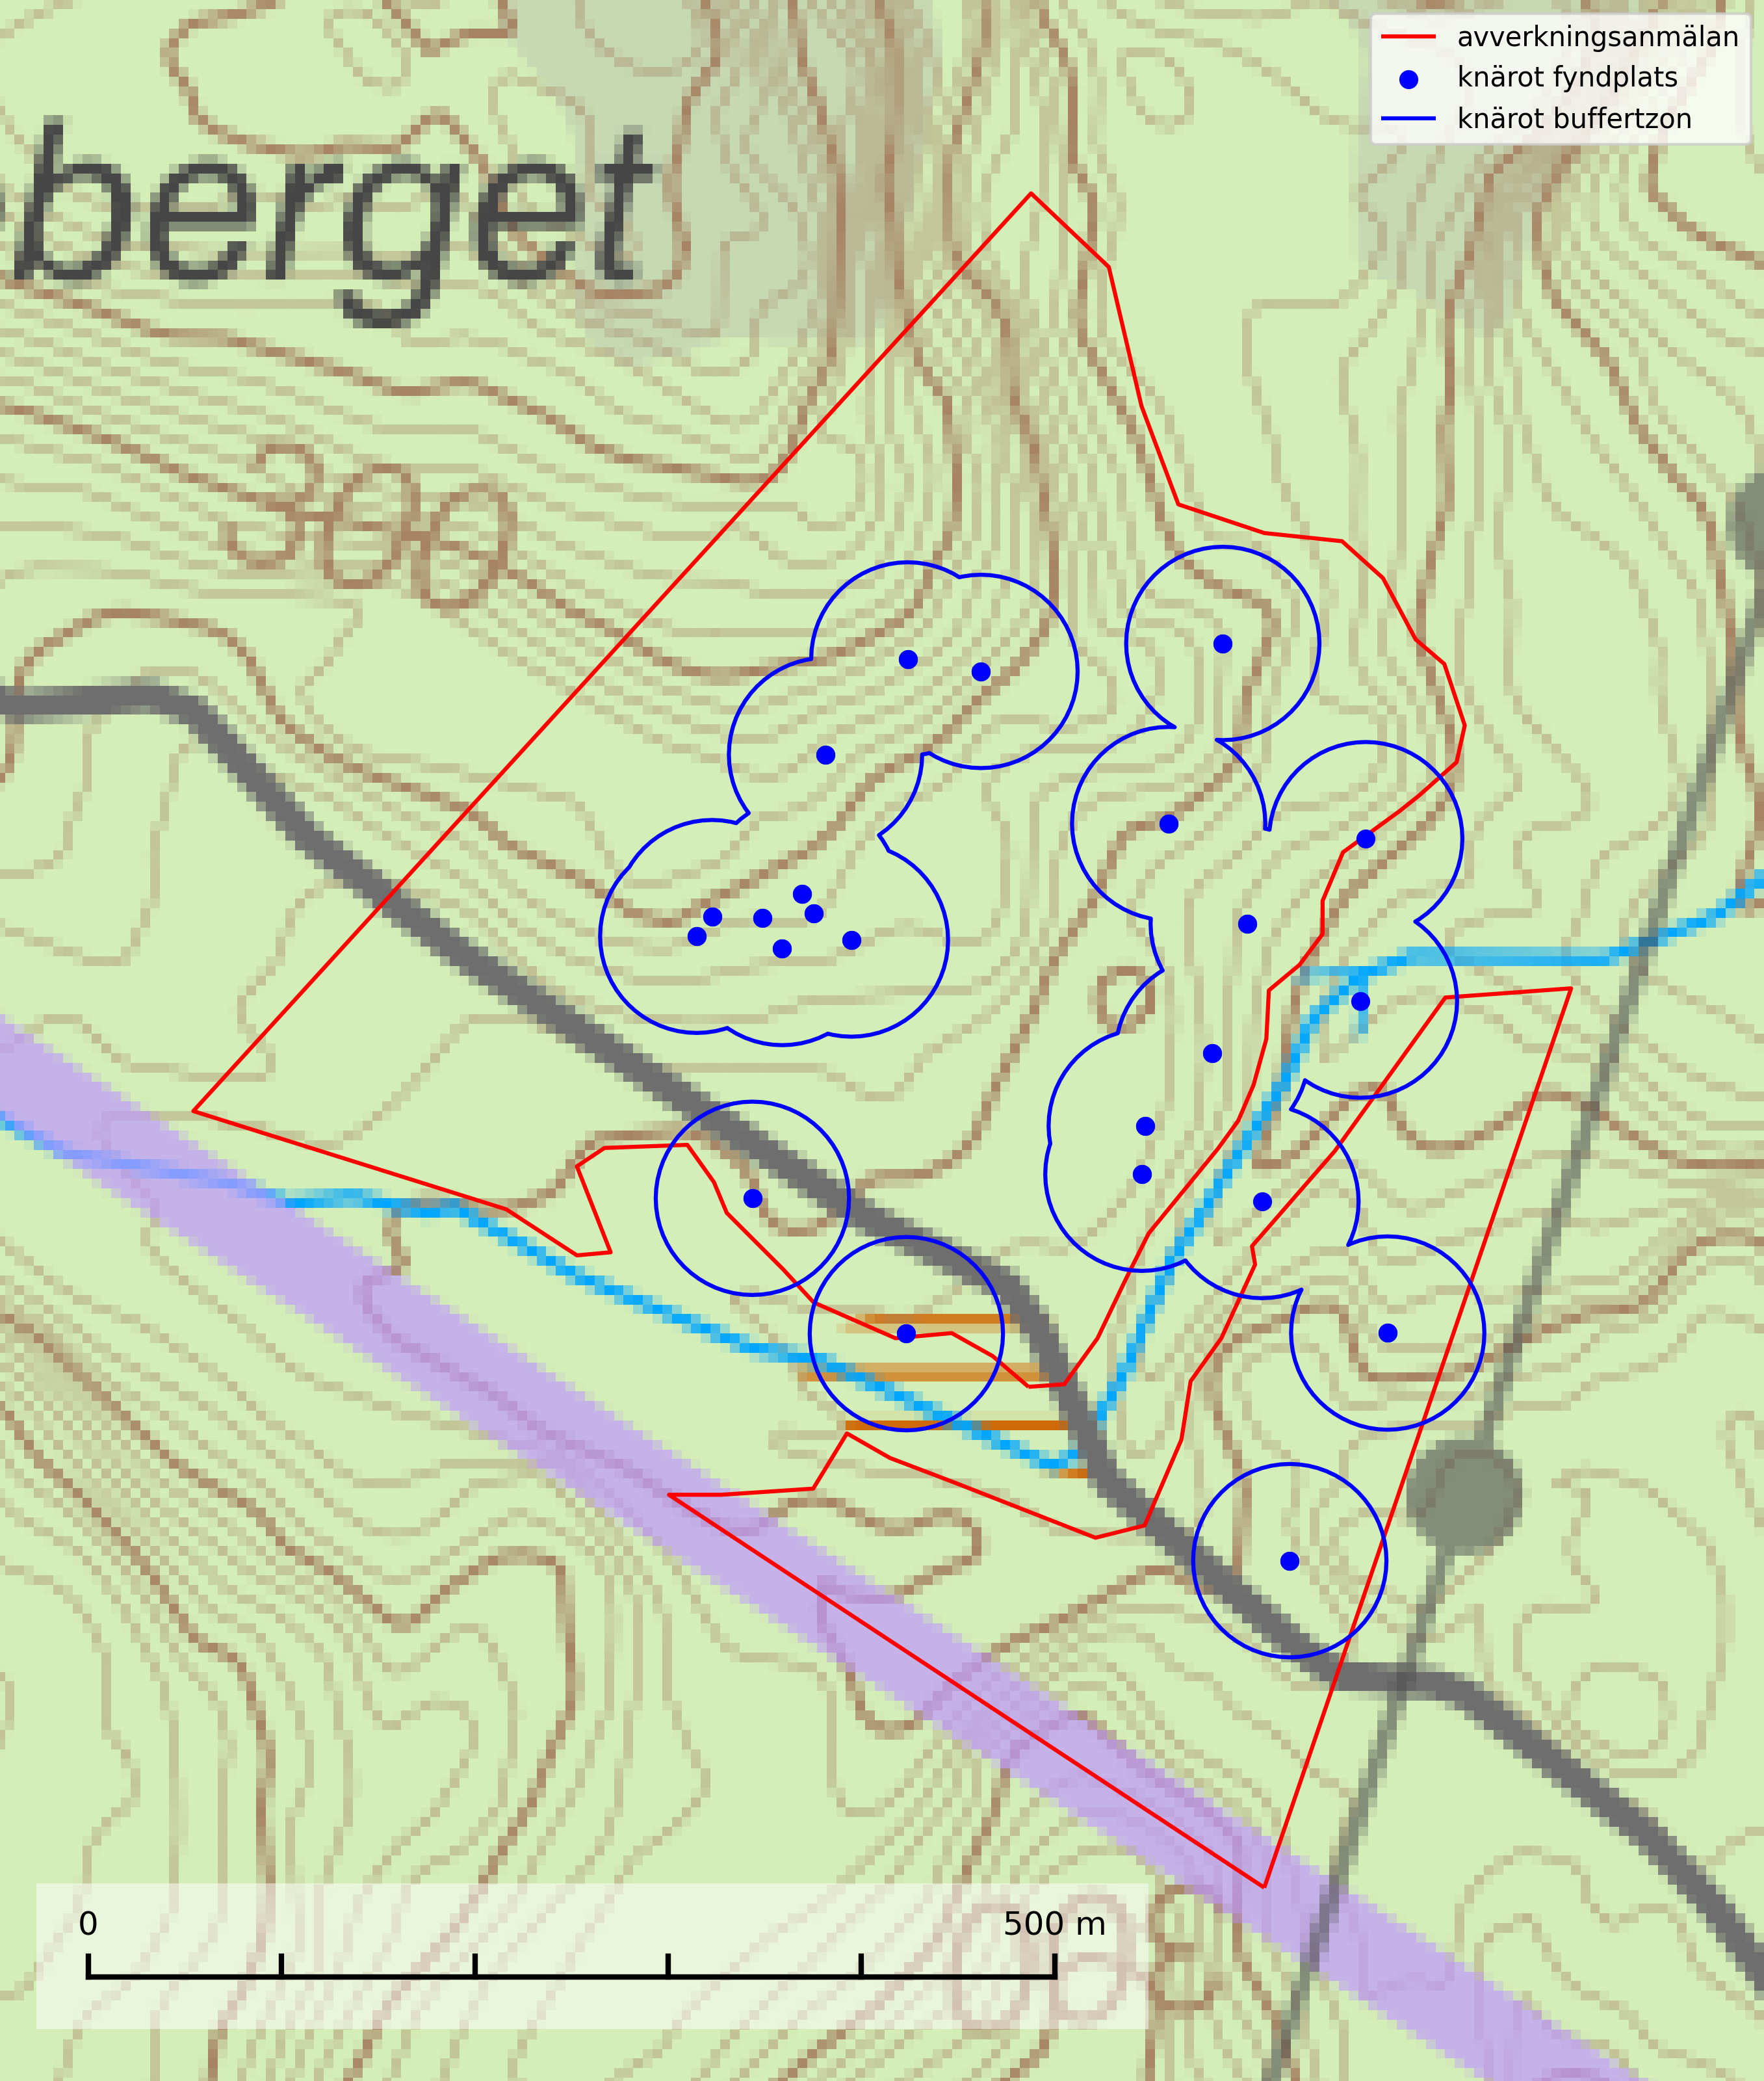 avverkningsanmälan
knärot fyndplats
knärot buffertzon
berget
300
0
500 m